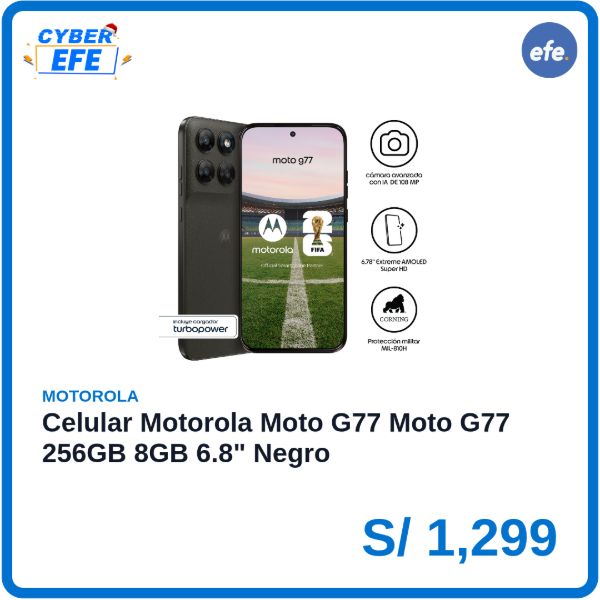 CYBER
EFE
efe.
moto g77
motorola
FIFA
cámara avanzada
con IA DE 108 MP
6.78" Extreme AMOLED
Super HD
CORNING
Protección militar
MIL-810H
incluye cargador
turbopower
MOTOROLA
Celular Motorola Moto G77 Moto G77
256GB 8GB 6.8" Negro
S/ 1,299